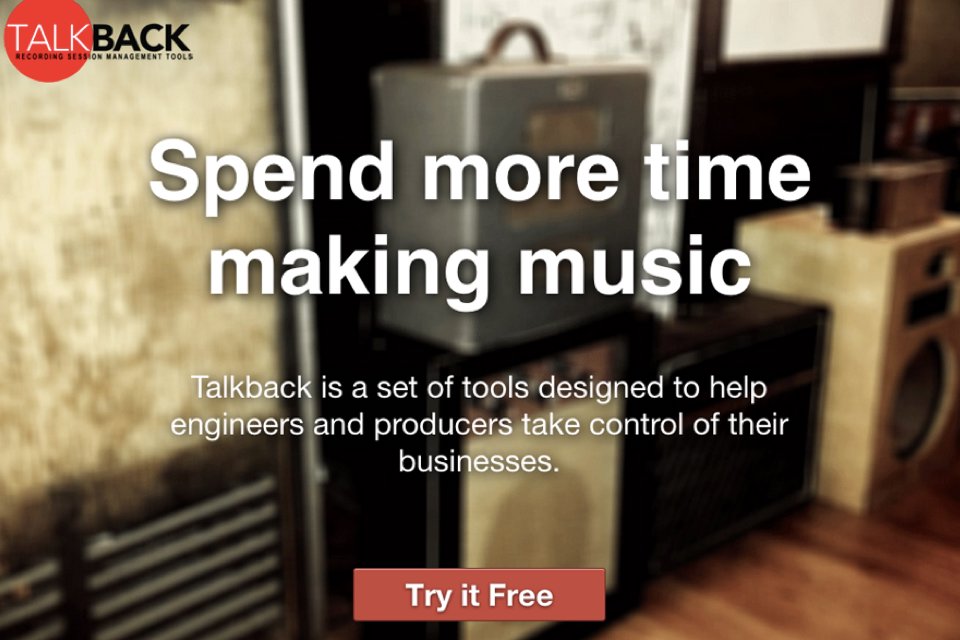 TALKBACK
RECORDING SESSION MANAGEMENT TOOLS
Spend more time
making music
Talkback is a set of tools designed to help
engineers and producers take control of their
businesses.
Try it Free